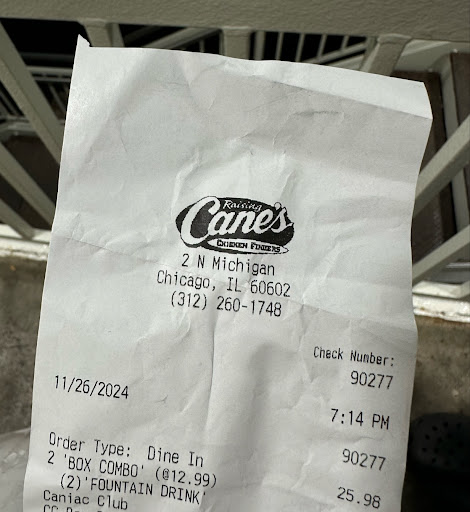 Raising
Cane's
CHICKEN FINGERS
2 N Michigan
Chicago, IL 60602
(312) 260-1748
Check Number:
90277
11/26/2024
7:14 PM
Order Type: Dine In
90277
2 'BOX COMBO' (@12.99)
25.98
(2)'FOUNTAIN DRINK'
Caniac Club